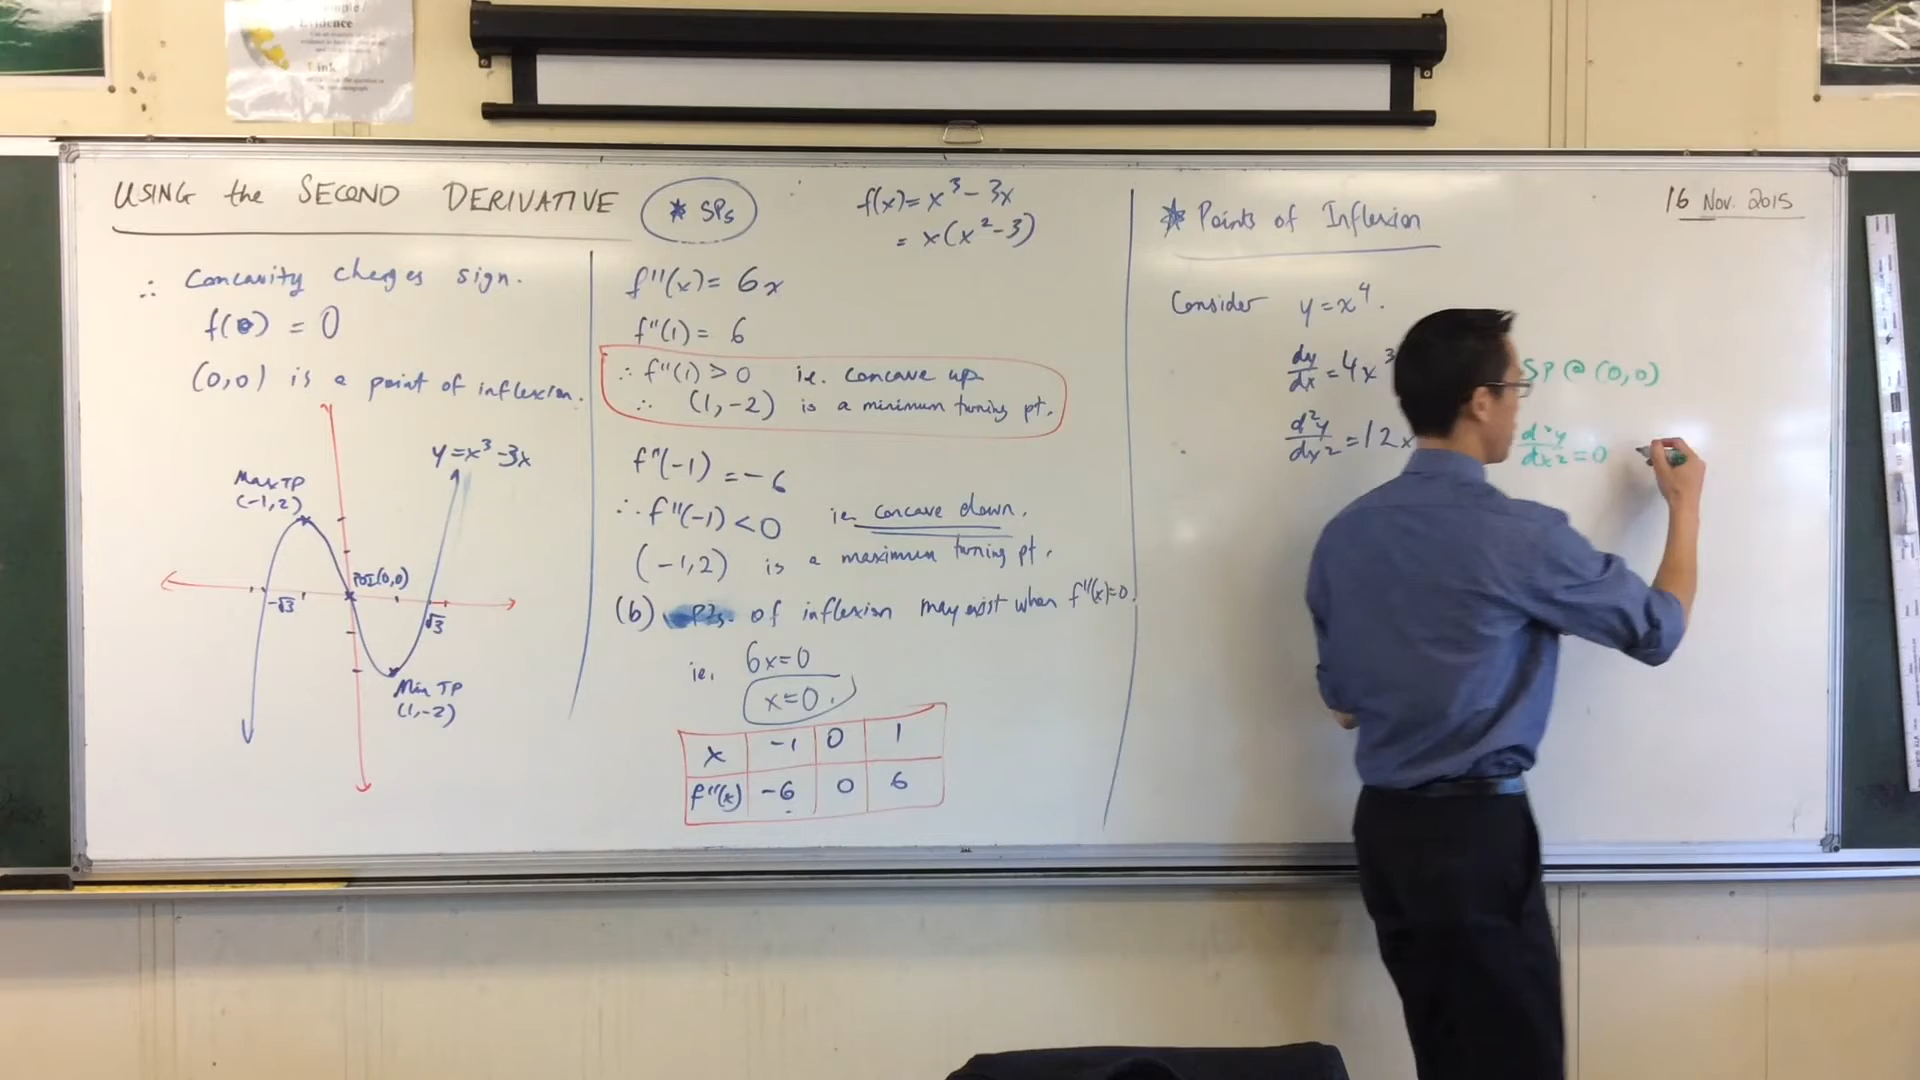 Evidence
Link
USING the SECOND DERIVATIVE
* SPs
f(x) = x³ - 3x
= x(x² - 3)
∴ Concavity changes sign.
f(0) = 0
(0,0) is a point of inflexion.
y = x³ - 3x
Max TP
(-1,2)
POI (0,0)
-√3
√3
Min TP
(1,-2)
f''(x) = 6x
f''(1) = 6
∴ f''(1) > 0 ie. concave up
∴ (1,-2) is a minimum turning pt.
f''(-1) = -6
∴ f''(-1) < 0 ie. concave down.
(-1,2) is a maximum turning pt.
(b) of inflexion may exist when f''(x)=0.
ie. 6x=0
x=0.
x -1 0 1
f''(x) -6 0 6
* Points of Inflexion
16 Nov. 2015
Consider y = x⁴.
dy/dx = 4x³
SP @ (0,0)
d²y/dx² = 12x
d²y/dx² = 0